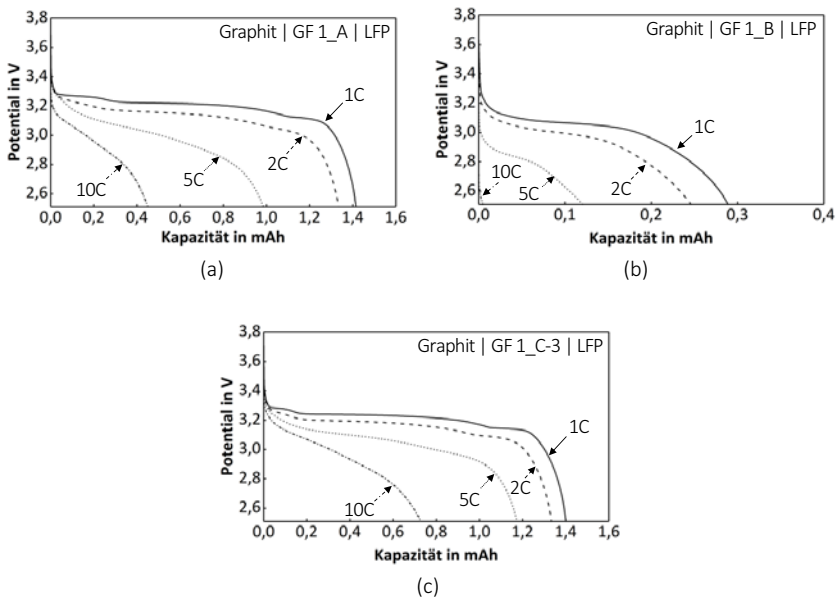 Graphit | GF 1_A | LFP
3,8
3,6
3,4
3,2
3,0
2,8
2,6
Potential in V
1C
2C
5C
10C
0,0 0,2 0,4 0,6 0,8 1,0 1,2 1,4 1,6
Kapazität in mAh
(a)
Graphit | GF 1_B | LFP
3,8
3,6
3,4
3,2
3,0
2,8
2,6
Potential in V
1C
2C
5C
10C
0,0 0,1 0,2 0,3 0,4
Kapazität in mAh
(b)
Graphit | GF 1_C-3 | LFP
3,8
3,6
3,4
3,2
3,0
2,8
2,6
Potential in V
1C
2C
5C
10C
0,0 0,2 0,4 0,6 0,8 1,0 1,2 1,4 1,6
Kapazität in mAh
(c)